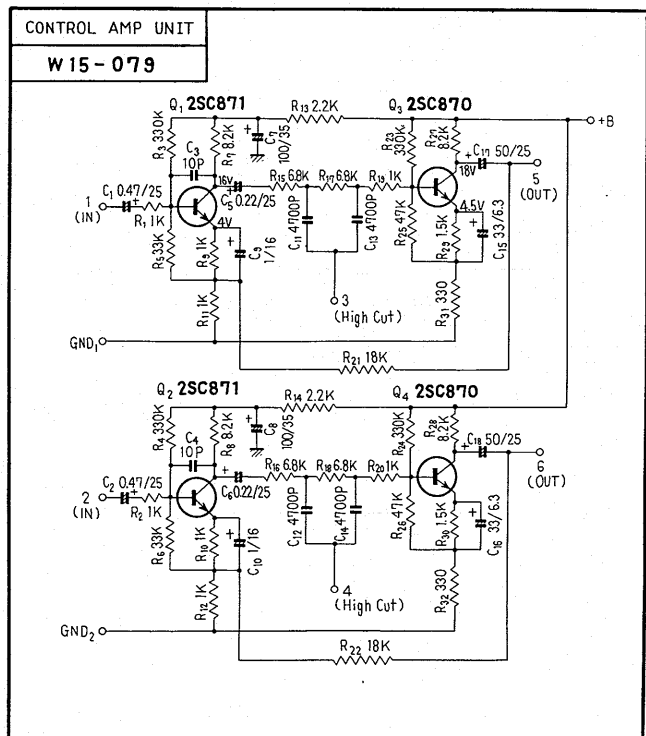 CONTROL AMP UNIT
W15-079
Q1 2SC871
R13 2.2K
Q3 2SC870
+B
R3 330K
R7 8.2K
C7 100/35
R23 330K
R27 8.2K
C3 10P
C17 50/25
16V
18V
5 (OUT)
1 (IN)
C1 0.47/25
R1 1K
C5 0.22/25
R15 6.8K
R17 6.8K
R19 1K
4V
4.5V
R5 33K
R9 1K
C9 1/16
C11 4700P
C13 4700P
R25 47K
R29 1.5K
C15 33/6.3
R11 1K
3 (High Cut)
R31 330
GND1
R21 18K
Q2 2SC871
R14 2.2K
Q4 2SC870
R4 330K
R8 8.2K
C8 100/35
R24 330K
R28 8.2K
C4 10P
C18 50/25
6 (OUT)
2 (IN)
C2 0.47/25
R2 1K
C6 0.22/25
R16 6.8K
R18 6.8K
R20 1K
R6 33K
R10 1K
C10 1/16
C12 4700P
C14 4700P
R26 47K
R30 1.5K
C16 33/6.3
R12 1K
4 (High Cut)
R32 330
GND2
R22 18K